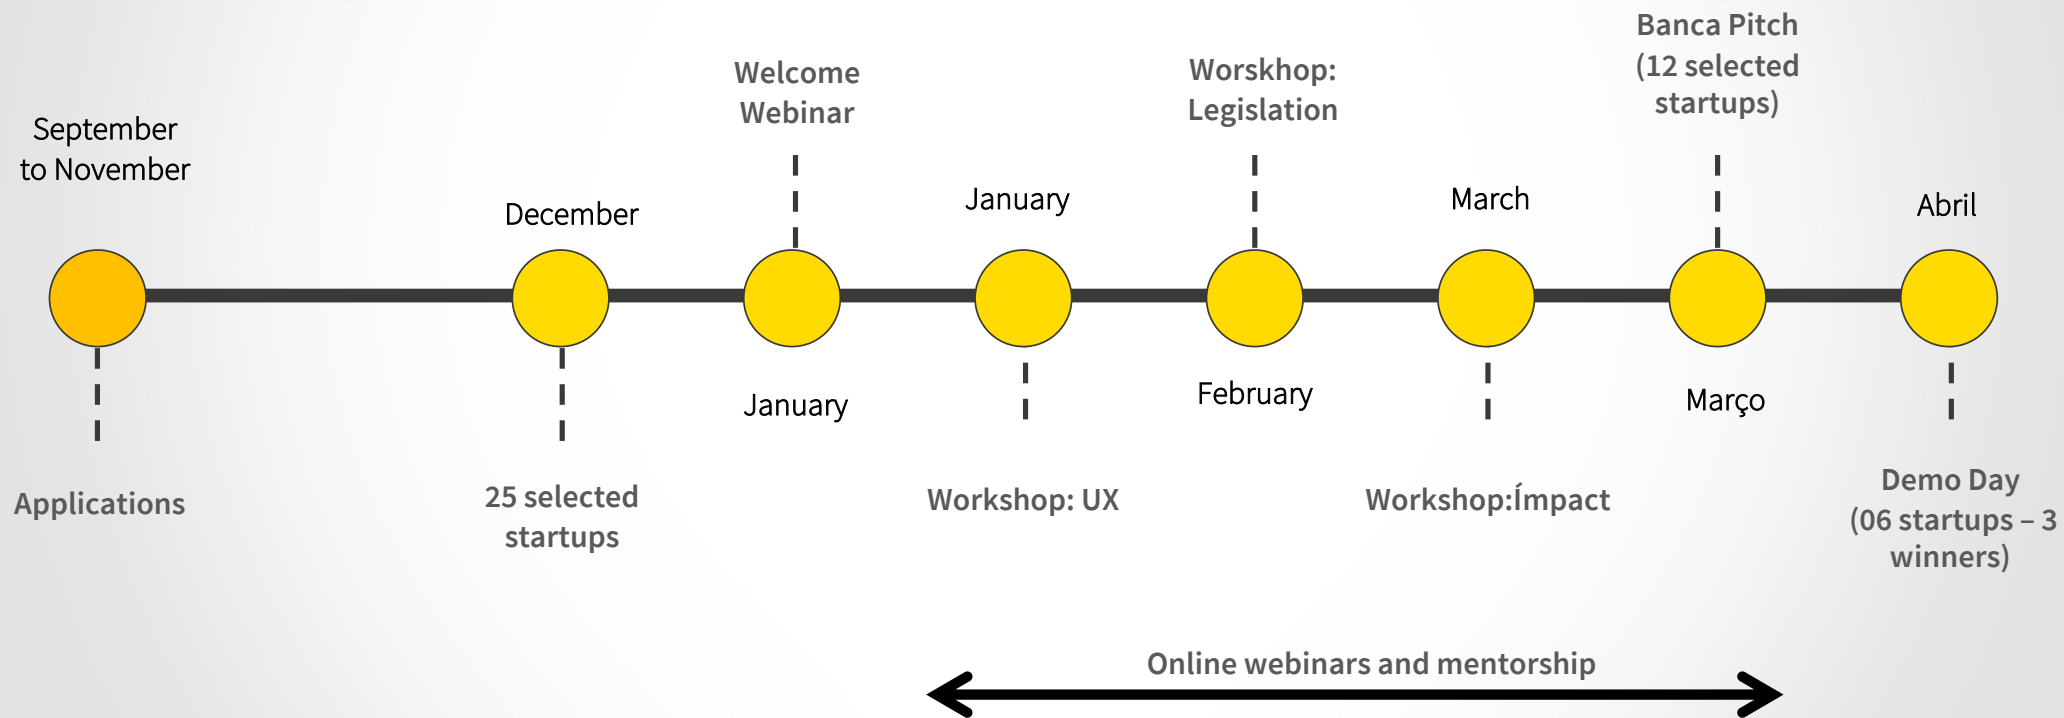 September
to November
Applications
December
25 selected
startups
Welcome
Webinar
January
January
Workshop: UX
Worskhop:
Legislation
February
March
Workshop:Ímpact
Banca Pitch
(12 selected
startups)
Março
Abril
Demo Day
(06 startups – 3
winners)
Online webinars and mentorship